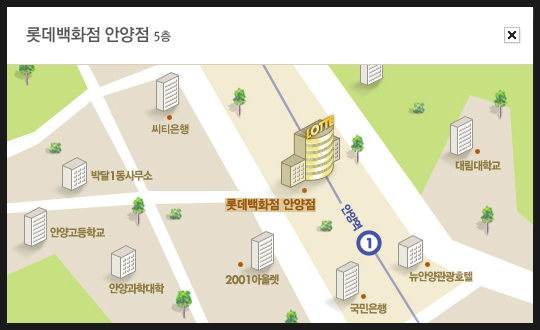 롯데백화점 안양점 5층
LOTTE
씨티은행
대림대학교
박달1동사무소
롯데백화점 안양점
안양역
1
안양고등학교
2001아울렛
뉴안양관광호텔
안양과학대학
국민은행